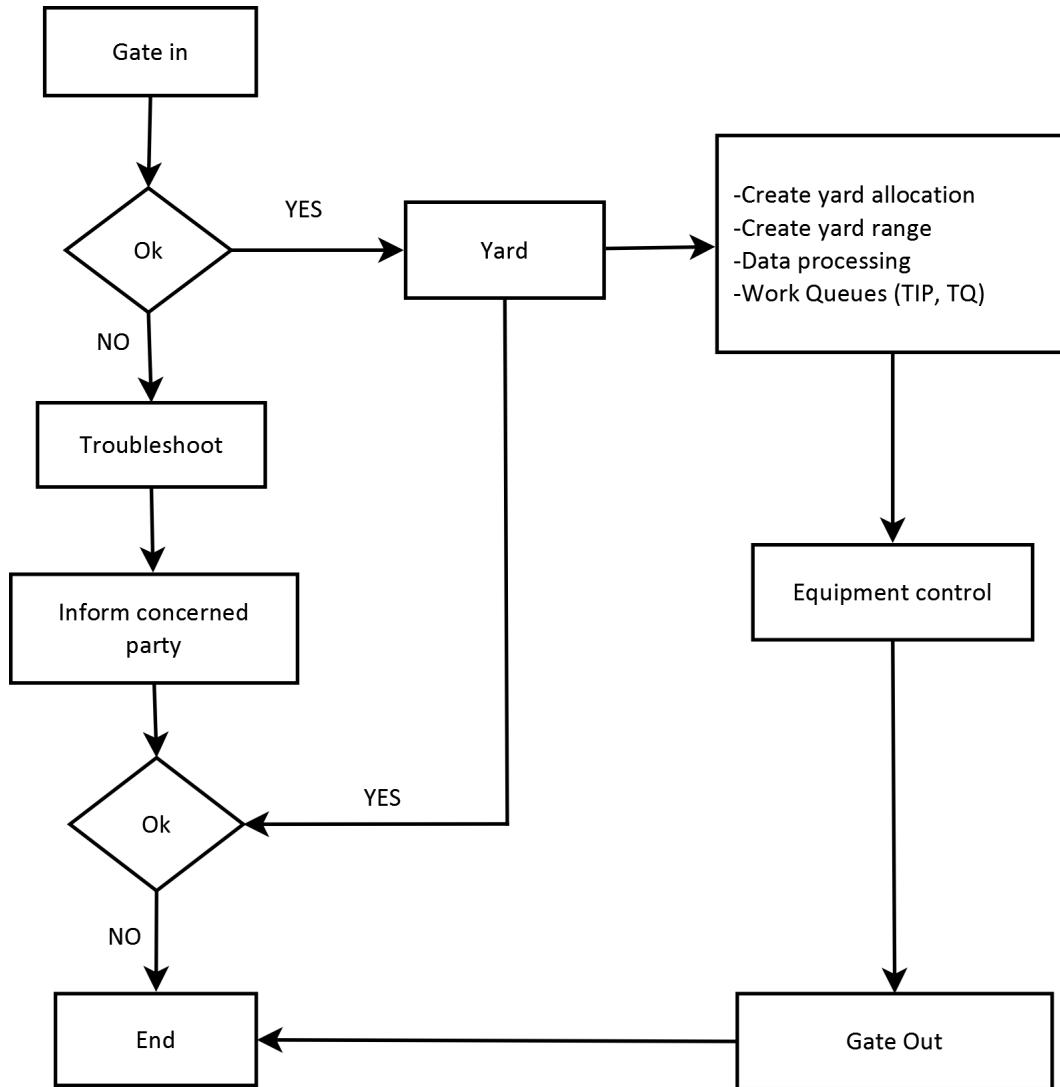 Gate in
Ok
YES
Yard
-Create yard allocation
-Create yard range
-Data processing
-Work Queues (TIP, TQ)
NO
Troubleshoot
Inform concerned
party
Equipment control
Ok
YES
NO
End
Gate Out